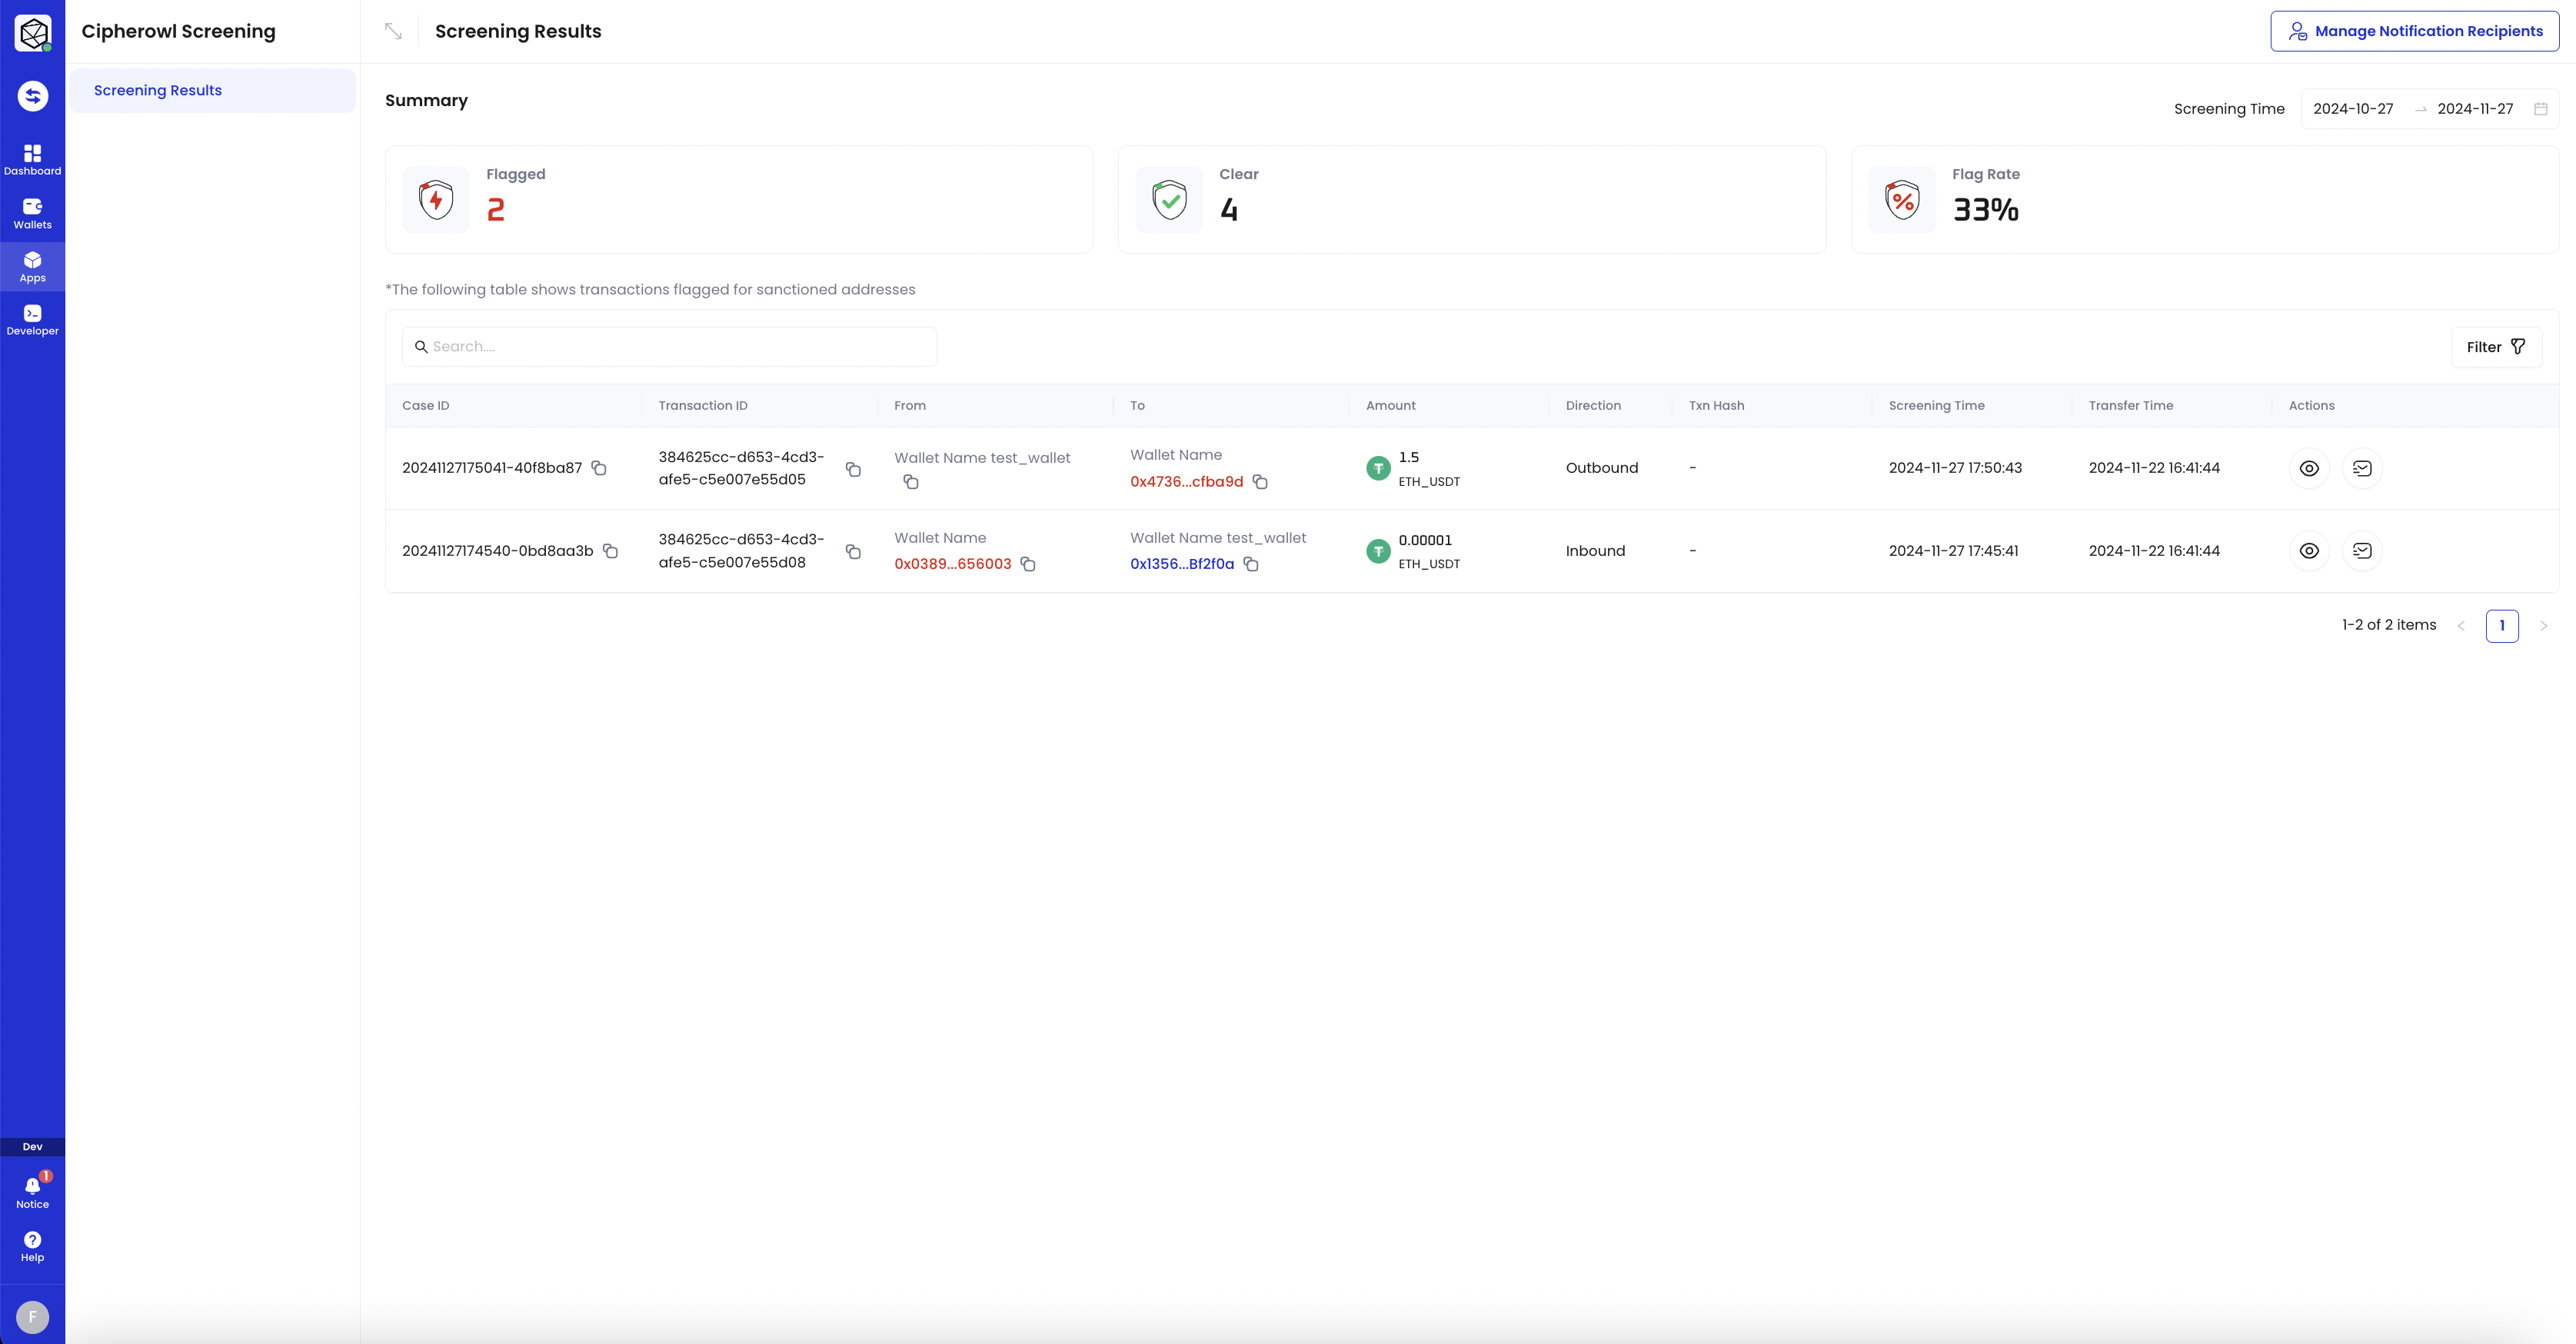 Cipherowl Screening
Screening Results
Manage Notification Recipients
Screening Results
Dashboard
Wallets
Apps
Developer
Summary
Screening Time 2024-10-27 → 2024-11-27
Flagged
2
Clear
4
Flag Rate
33%
*The following table shows transactions flagged for sanctioned addresses
Search....
Filter
Case ID Transaction ID From To Amount Direction Txn Hash Screening Time Transfer Time Actions
20241127175041-40f8ba87
384625cc-d653-4cd3-
afe5-c5e007e55d05
Wallet Name test_wallet
Wallet Name
0x4736...cfba9d
1.5
ETH_USDT
Outbound
-
2024-11-27 17:50:43
2024-11-22 16:41:44
20241127174540-0bd8aa3b
384625cc-d653-4cd3-
afe5-c5e007e55d08
Wallet Name
0x0389...656003
Wallet Name test_wallet
0x1356...Bf2f0a
0.00001
ETH_USDT
Inbound
-
2024-11-27 17:45:41
2024-11-22 16:41:44
1-2 of 2 items < 1 >
Dev
1
Notice
Help
F